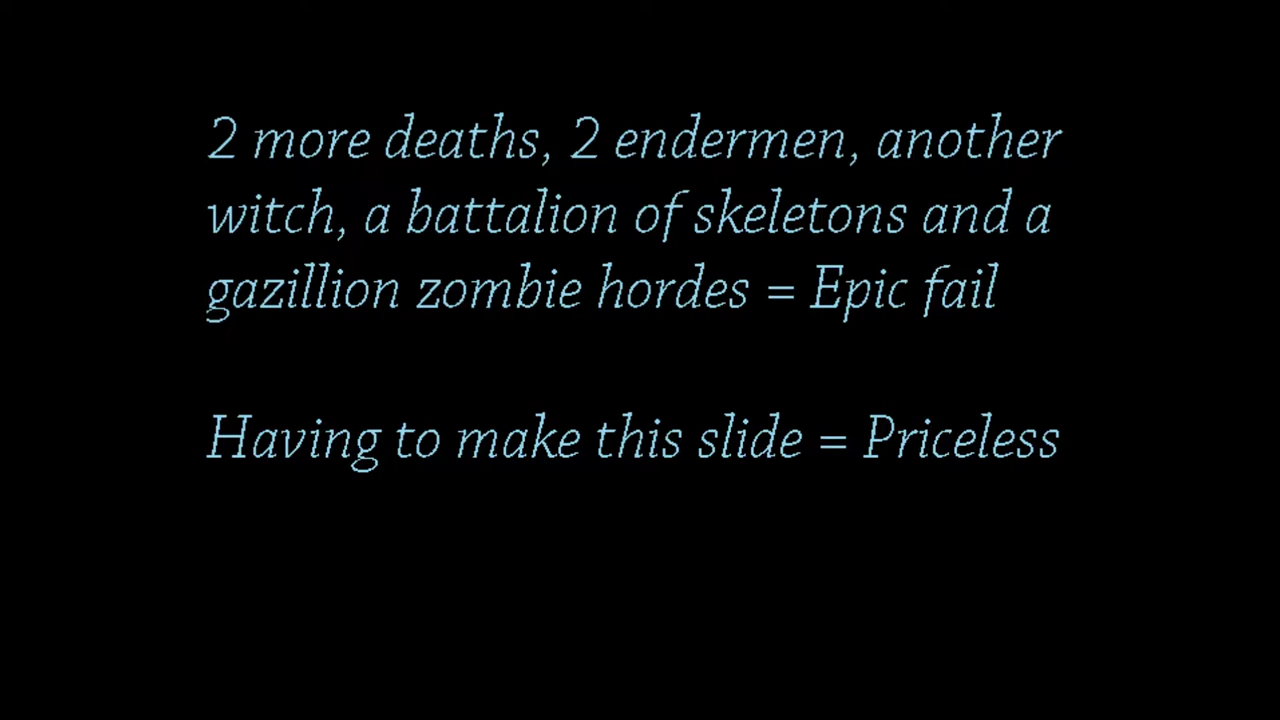 2 more deaths, 2 endermen, another
witch, a battalion of skeletons and a
gazillion zombie hordes = Epic fail
Having to make this slide = Priceless